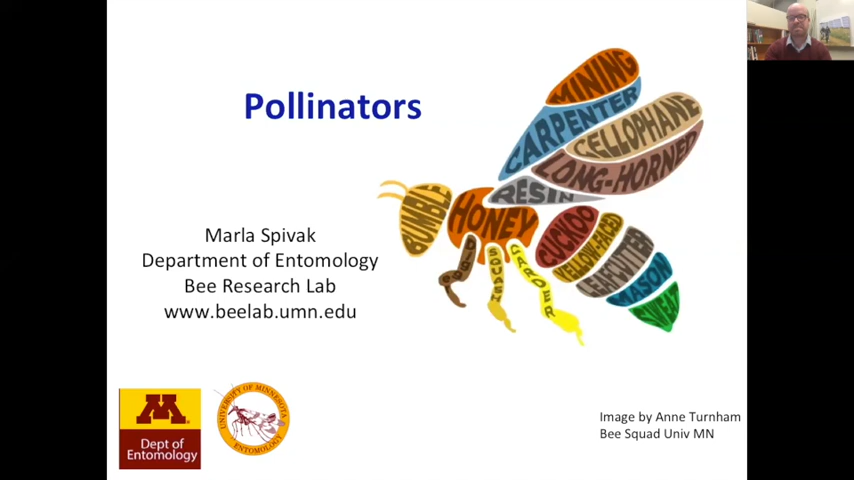 Pollinators
MINING
CARPENTER
CELLOPHANE
LONG-HORNED
RESIN
BUMBLE
HONEY
CUCKOO
YELLOW-FACED
LEAFCUTTER
MASON
SWEAT
SQUASH
CARDER
Marla Spivak
Department of Entomology
Bee Research Lab
www.beelab.umn.edu
M
Dept of
Entomology
UNIVERSITY OF MINNESOTA
ENTOMOLOGY
Image by Anne Turnham
Bee Squad Univ MN